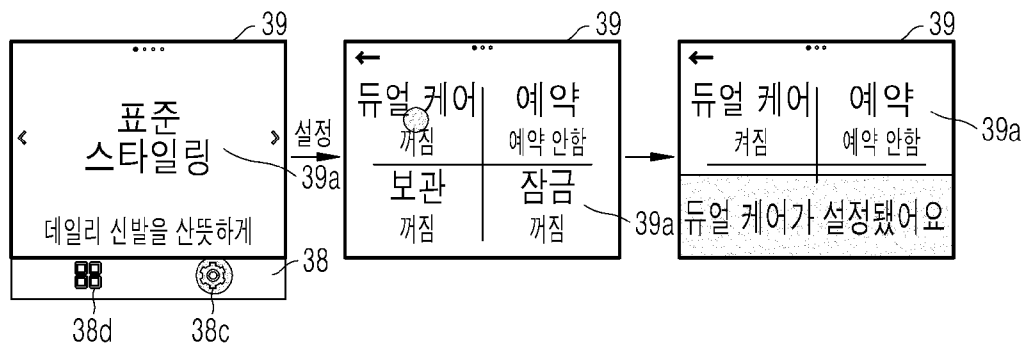 39
표준
스타일링
39a
데일리 신발을 산뜻하게
38
38d
38c
설정
39
듀얼 케어
꺼짐
예약
예약 안함
보관
꺼짐
잠금
꺼짐
39a
39
듀얼 케어
켜짐
예약
예약 안함
39a
듀얼 케어가 설정됐어요